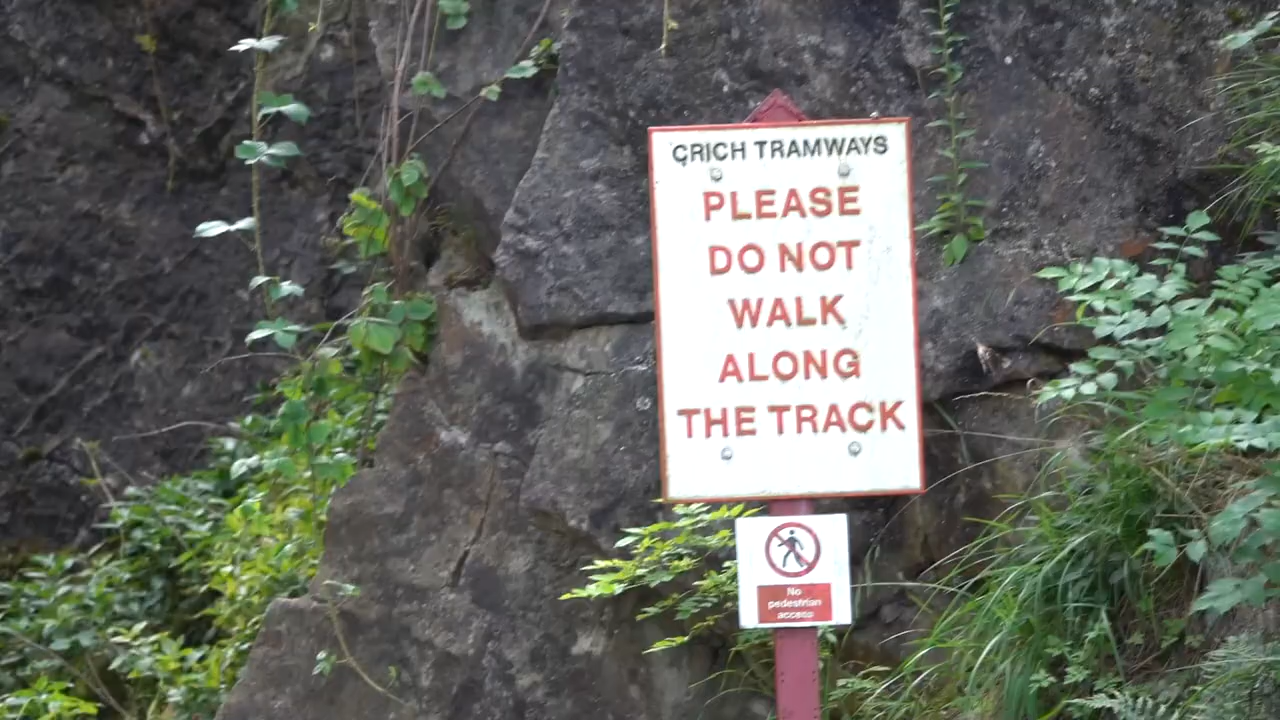 CRICH TRAMWAYS
PLEASE
DO NOT
WALK
ALONG
THE TRACK
No
pedestrian
access